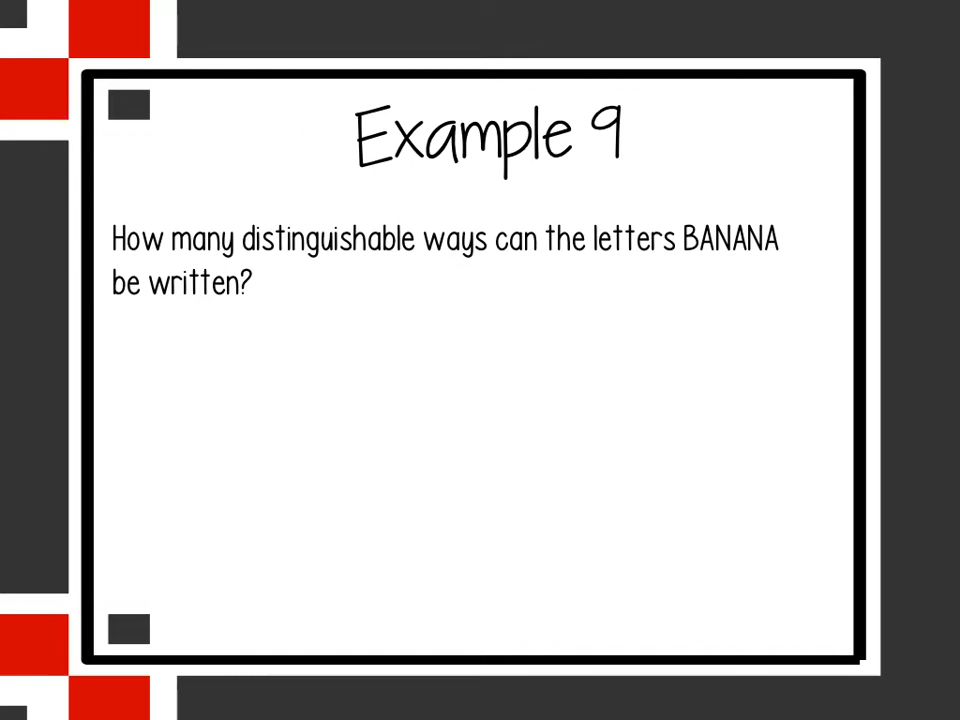 Example 9
How many distinguishable ways can the letters BANANA
be written?